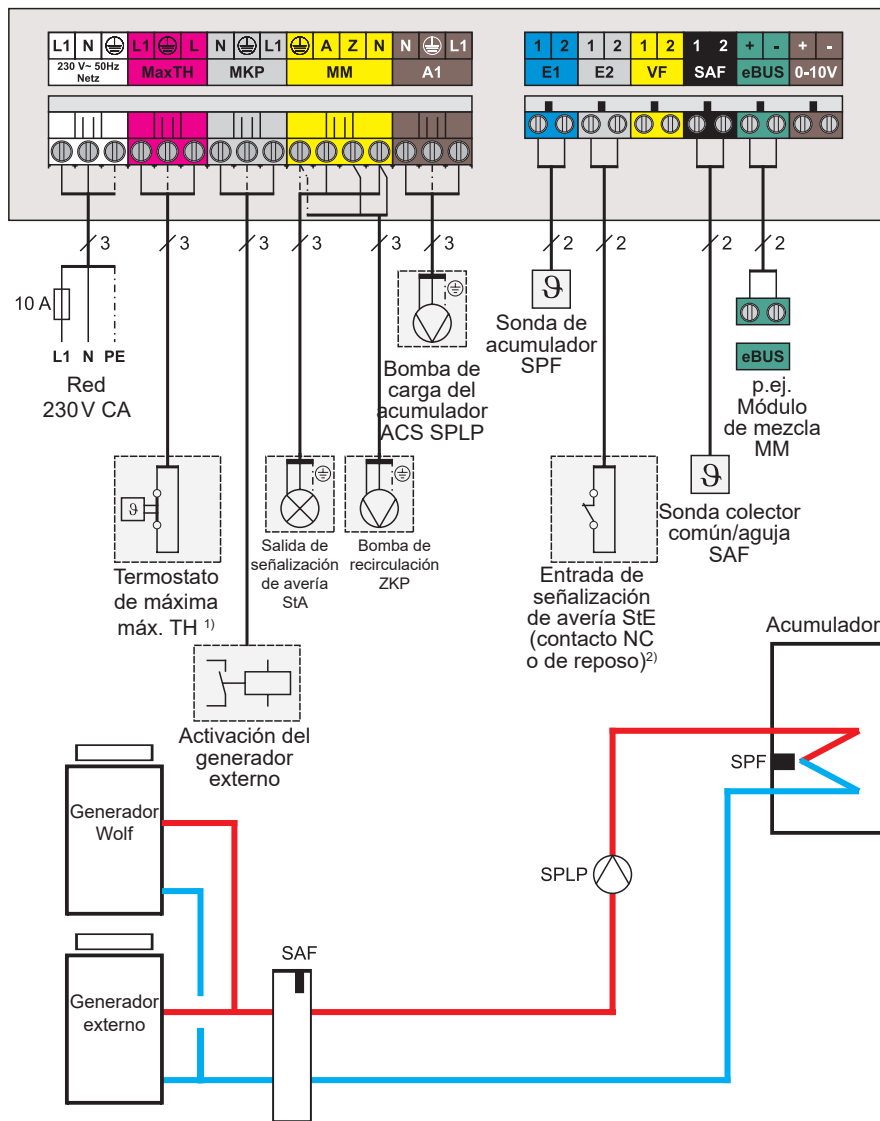 L1 N L1 L N L1 A Z N N L1
230 V~ 50Hz
Netz
MaxTH MKP MM A1
1 2 1 2 1 2 1 2 + - + -
E1 E2 VF SAF eBUS 0-10V
3 3 3 3 3 2 2 2 2
10 A
L1 N PE
Red
230 V CA
Bomba de
carga del
acumulador
ACS SPLP
ϑ
Sonda de
acumulador
SPF
eBUS
p.ej.
Módulo
de mezcla
MM
ϑ
Termostato
de máxima
máx. TH 1)
Salida de
señalización
de avería
StA
Bomba de
recirculación
ZKP
Entrada de
señalización
de avería StE
(contacto NC
o de reposo)2)
ϑ
Sonda colector
común/aguja
SAF
Activación del
generador
externo
Acumulador
SPF
Generador
Wolf
SPLP
SAF
Generador
externo